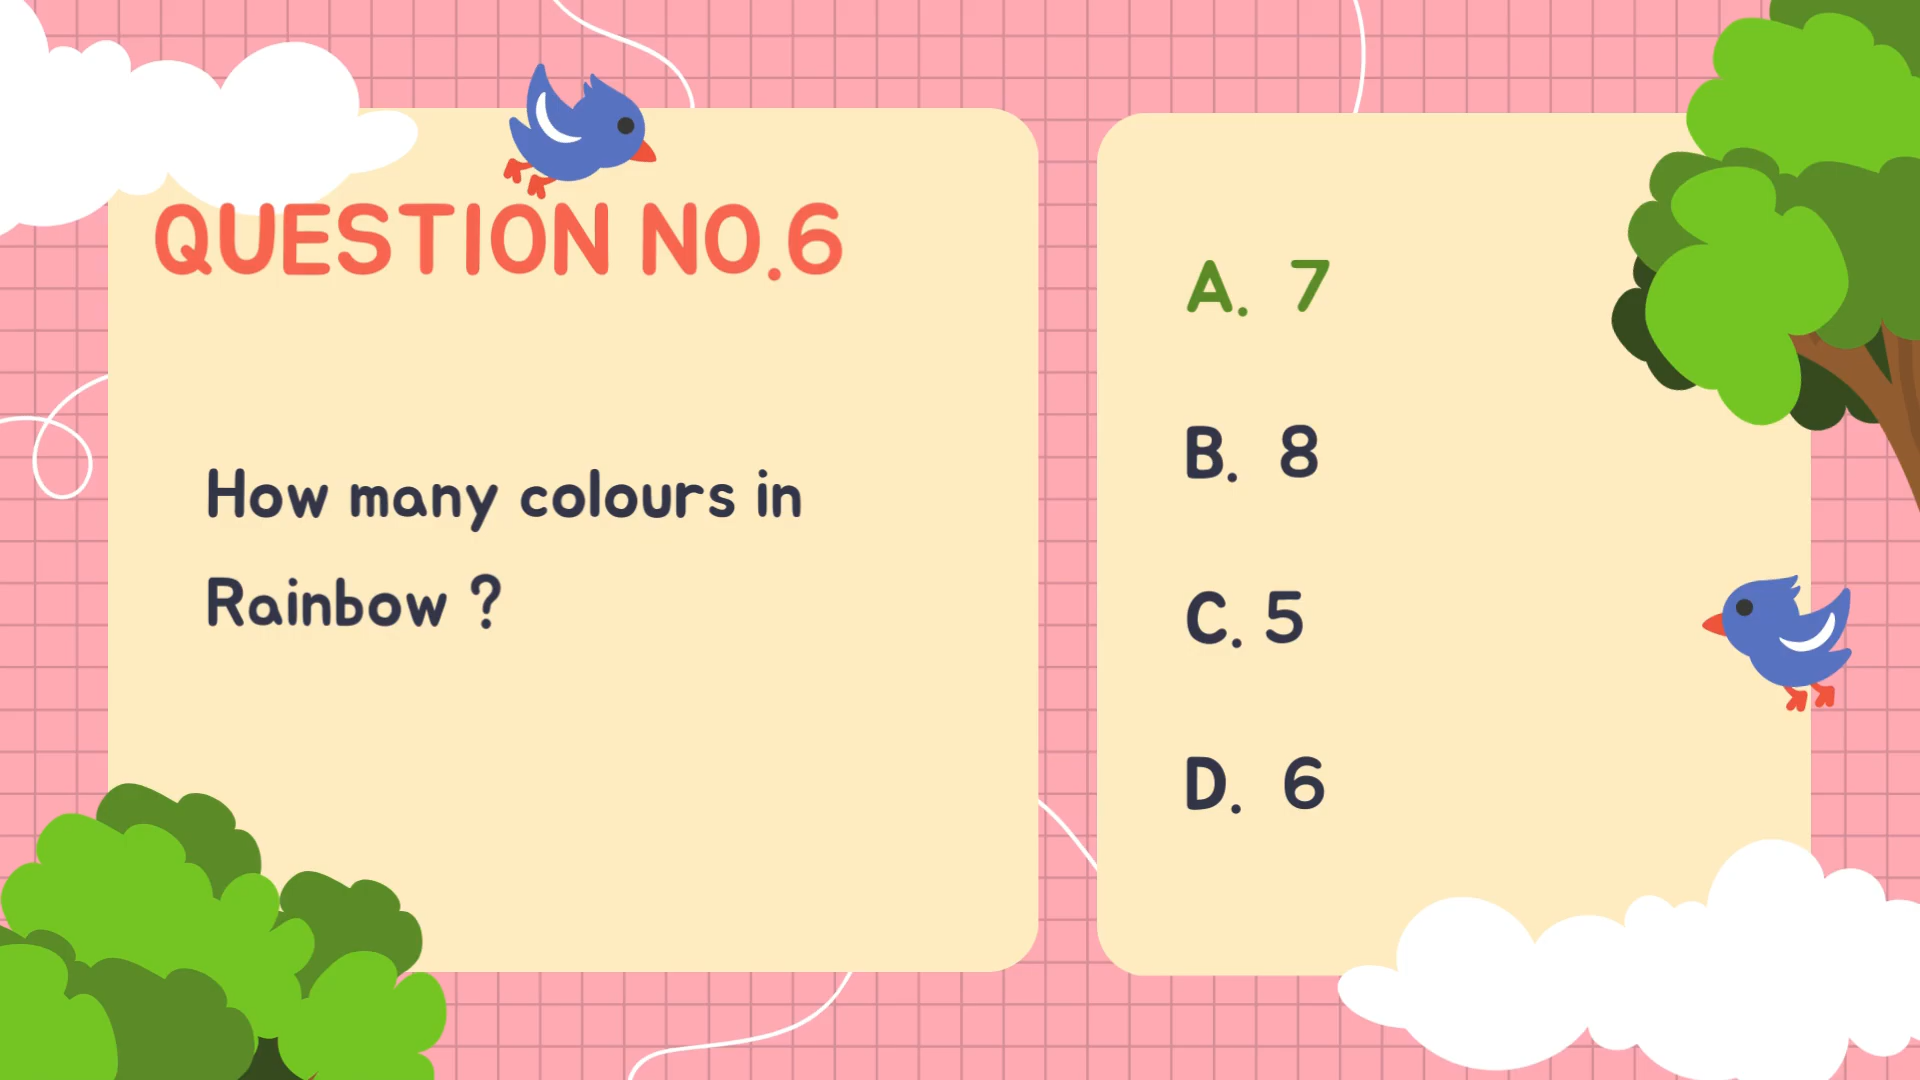 QUESTION NO.6
How many colours in
Rainbow ?
A. 7
B. 8
C. 5
D. 6